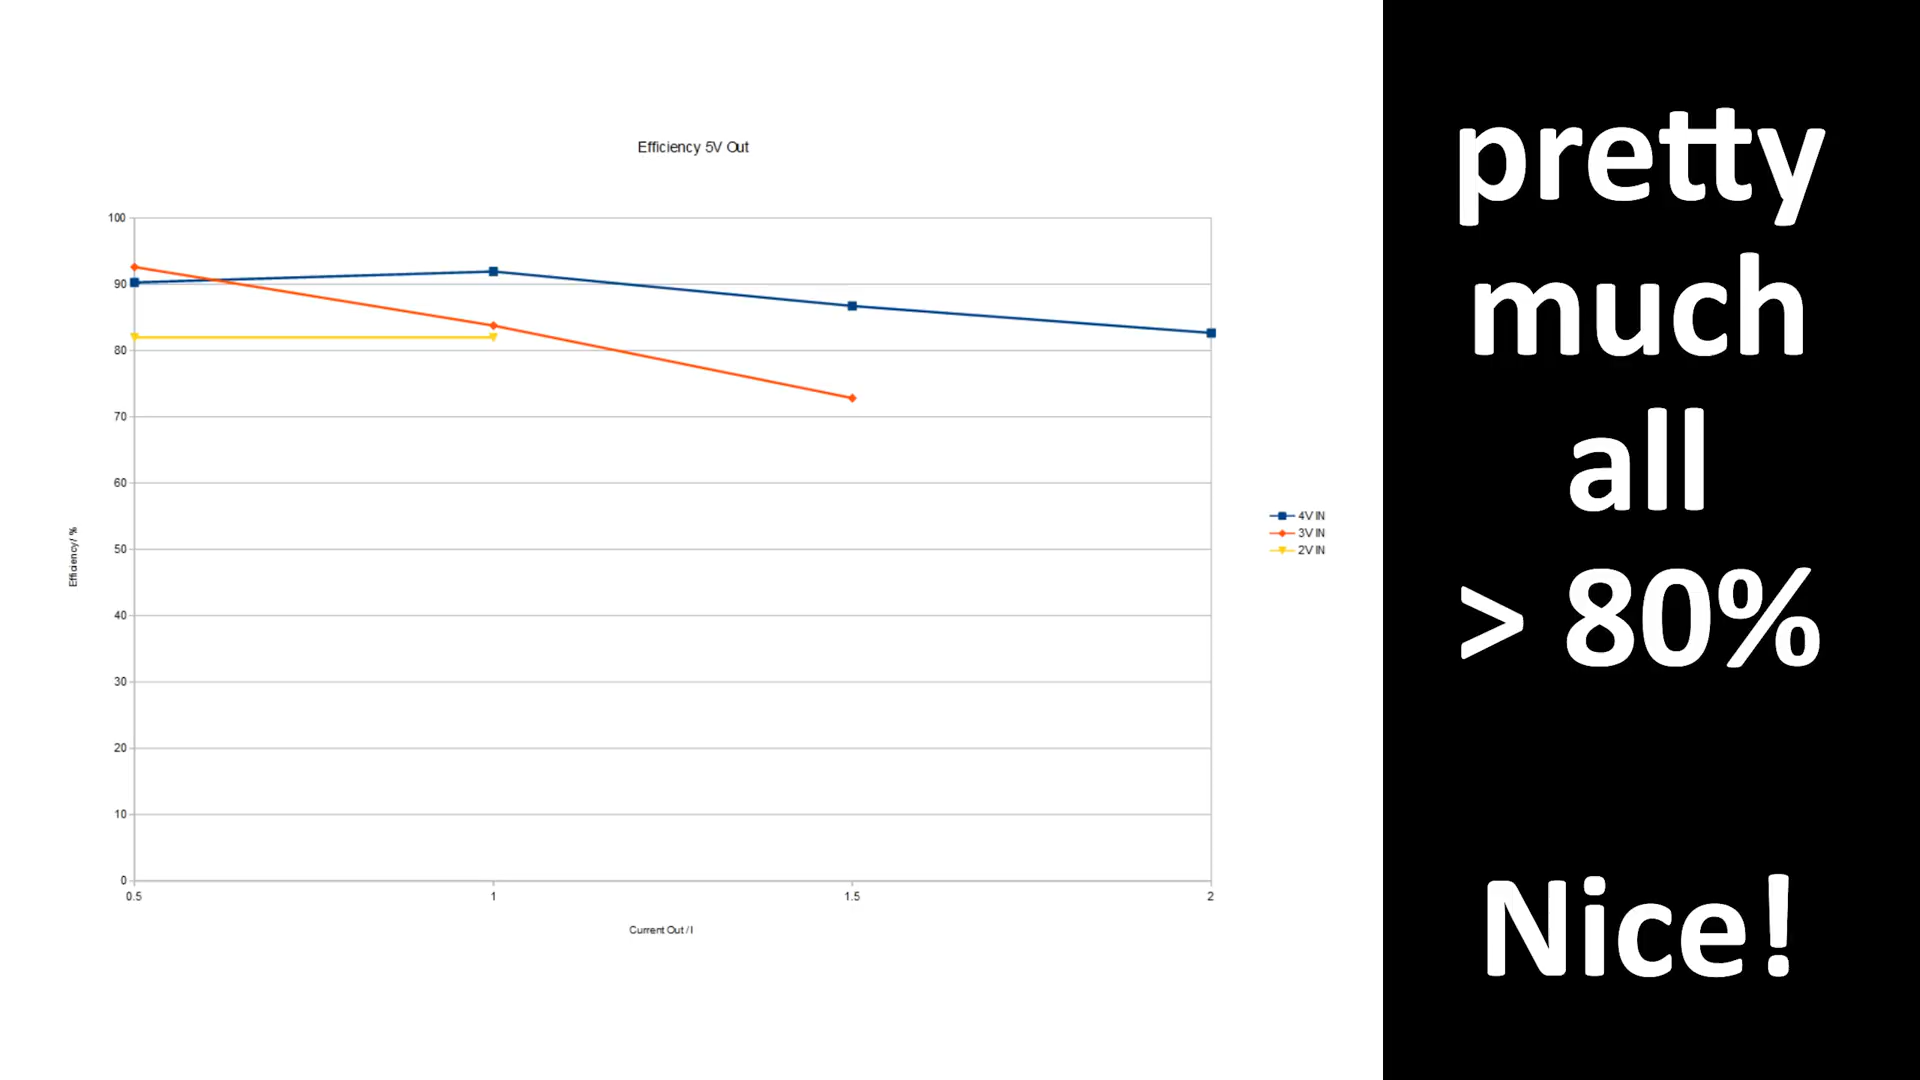 Efficiency 5V Out
100
90
80
70
60
50
40
30
20
10
0
Efficiency / %
0.5
1
1.5
2
Current Out / I
4V IN
3V IN
2V IN
pretty
much
all
> 80%
Nice!